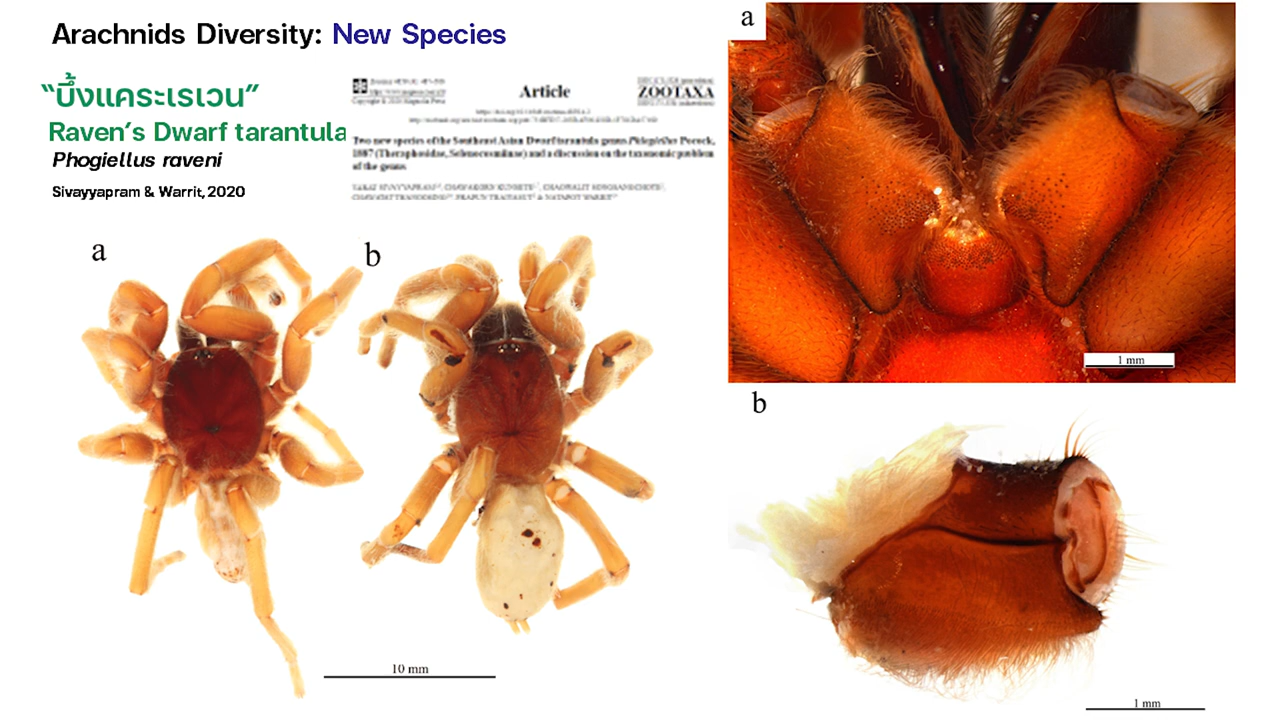 Arachnids Diversity: New Species
“บึ้งแคระเรเวน”
Raven’s Dwarf tarantula
Phogiellus raveni
Sivayyapram & Warrit, 2020
Article
ZOOTAXA
Two new species of the Southeast Asian Dwarf tarantula genus Phlogiellus Pocock,
1887 (Theraphosidae, Selenocosmiinae) and a discussion on the taxonomic problem
of the genus
a
b
10 mm
a
1 mm
b
1 mm